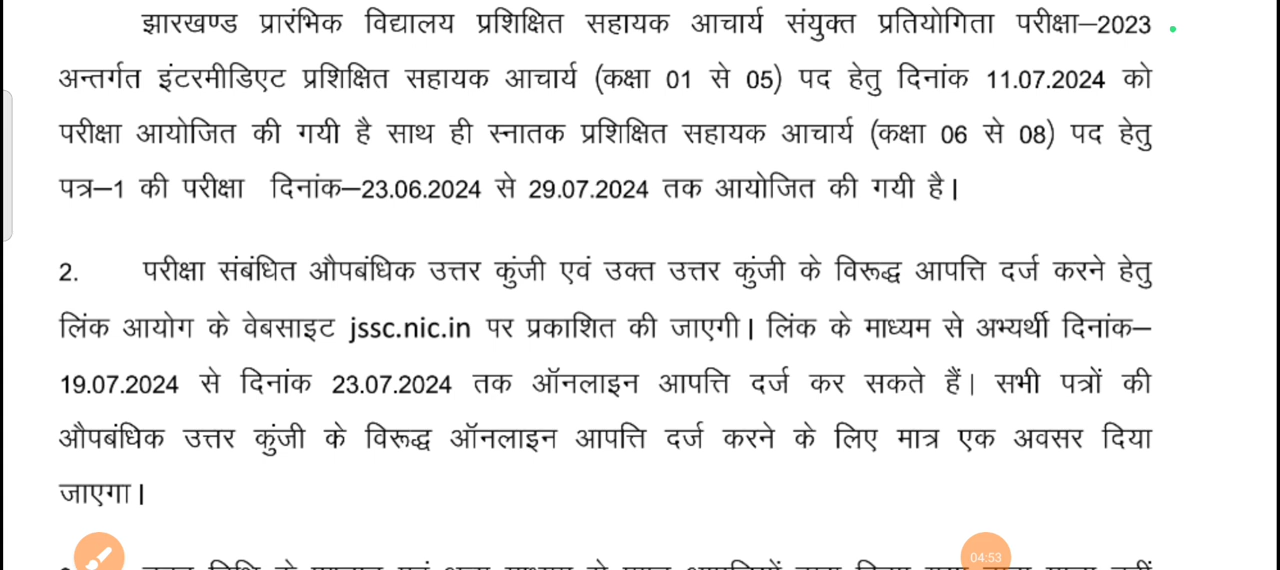 झारखण्ड प्रारंभिक विद्यालय प्रशिक्षित सहायक आचार्य संयुक्त प्रतियोगिता परीक्षा–2023
अन्तर्गत इंटरमीडिएट प्रशिक्षित सहायक आचार्य (कक्षा 01 से 05) पद हेतु दिनांक 11.07.2024 को
परीक्षा आयोजित की गयी है साथ ही स्नातक प्रशिक्षित सहायक आचार्य (कक्षा 06 से 08) पद हेतु
पत्र–1 की परीक्षा दिनांक–23.06.2024 से 29.07.2024 तक आयोजित की गयी है।
2. परीक्षा संबंधित औपबंधिक उत्तर कुंजी एवं उक्त उत्तर कुंजी के विरूद्ध आपत्ति दर्ज करने हेतु
लिंक आयोग के वेबसाइट jssc.nic.in पर प्रकाशित की जाएगी। लिंक के माध्यम से अभ्यर्थी दिनांक–
19.07.2024 से दिनांक 23.07.2024 तक ऑनलाइन आपत्ति दर्ज कर सकते हैं। सभी पत्रों की
औपबंधिक उत्तर कुंजी के विरूद्ध ऑनलाइन आपत्ति दर्ज करने के लिए मात्र एक अवसर दिया
जाएगा।
04:53